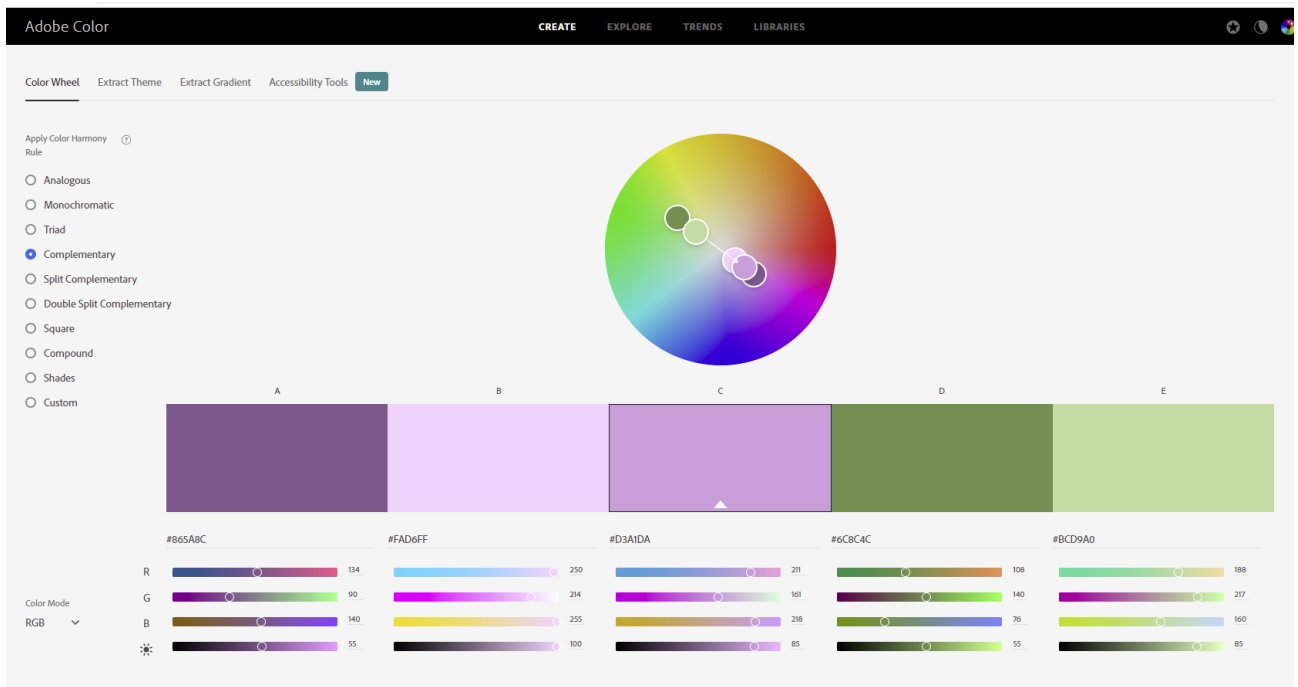 Adobe Color CREATE EXPLORE TRENDS LIBRARIES
Color Wheel Extract Theme Extract Gradient Accessibility Tools New
Apply Color Harmony ?
Rule
Analogous
Monochromatic
Triad
Complementary
Split Complementary
Double Split Complementary
Square
Compound
Shades
Custom
A B C D E
#865A8C #FAD6FF #D3A1DA #6C8C4C #BCD9A0
R 134 250 211 108 188
G 90 214 161 140 217
Color Mode
RGB B 140 255 218 76 160
55 100 85 55 85